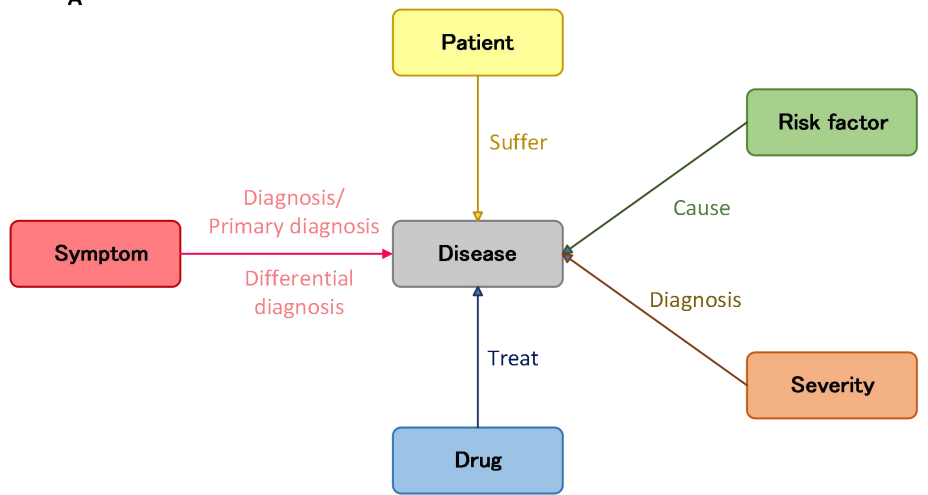 A
Patient
Suffer
Risk factor
Cause
Diagnosis/
Primary diagnosis
Symptom
Disease
Differential
diagnosis
Diagnosis
Treat
Severity
Drug